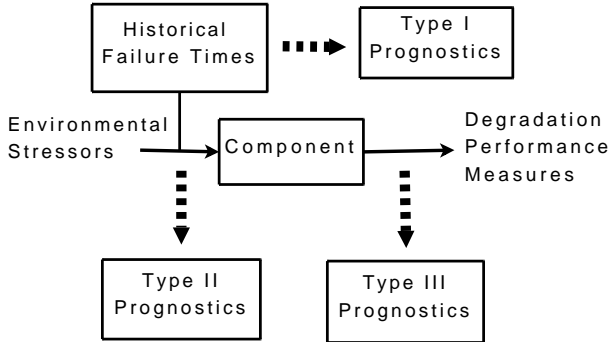 Historical
Failure Times
Type I
Prognostics
Environmental
Stressors
Component
Degradation
Performance
Measures
Type II
Prognostics
Type III
Prognostics